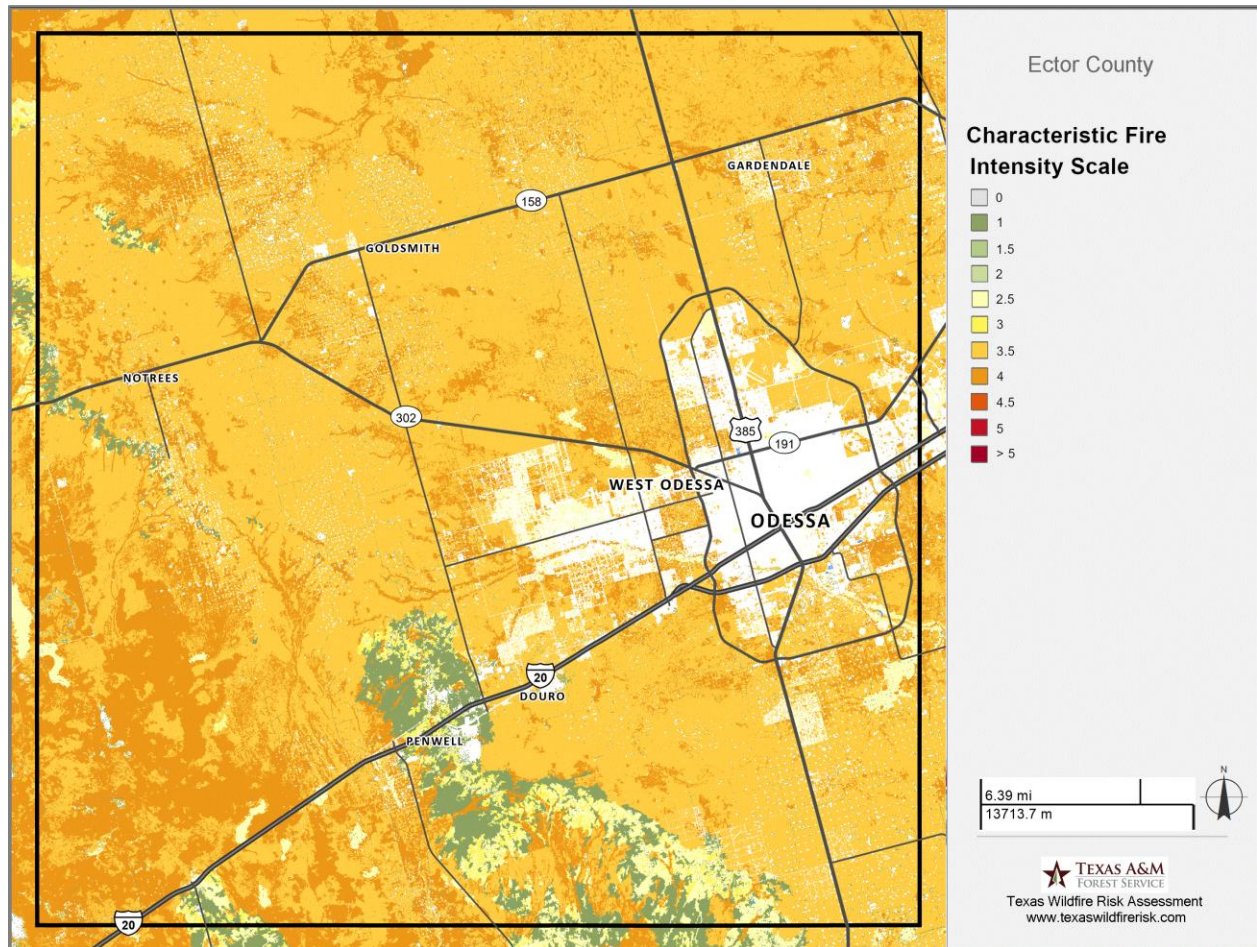 Ector County
Characteristic Fire
Intensity Scale
0
1
1.5
2
2.5
3
3.5
4
4.5
5
> 5
GARDENDALE
158
GOLDSMITH
NOTREES
302
385
191
WEST ODESSA
ODESSA
20
DOURO
PENWELL
20
6.39 mi
13713.7 m
N
TEXAS A&M
FOREST SERVICE
Texas Wildfire Risk Assessment
www.texaswildfirerisk.com